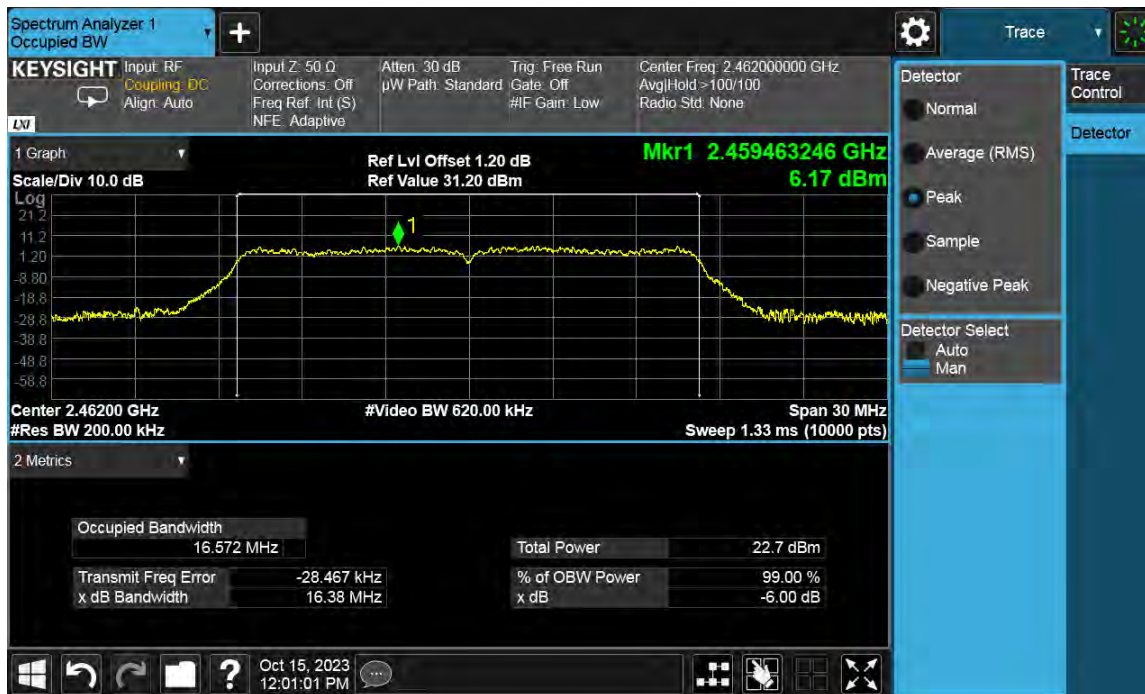 Spectrum Analyzer 1
Occupied BW
+
Trace
KEYSIGHT
Input: RF
Coupling: DC
Align: Auto
Input Z: 50 Ω
Corrections: Off
Freq Ref: Int (S)
NFE: Adaptive
Atten: 30 dB
µW Path: Standard
Trig: Free Run
Gate: Off
#IF Gain: Low
Center Freq: 2.462000000 GHz
Avg|Hold >100/100
Radio Std: None
LXI
1 Graph
Scale/Div 10.0 dB
Ref Lvl Offset 1.20 dB
Ref Value 31.20 dBm
Mkr1 2.459463246 GHz
6.17 dBm
Log
21.2
11.2
1.20
-8.80
-18.8
-28.8
-38.8
-48.8
-58.8
1
Center 2.46200 GHz
#Res BW 200.00 kHz
#Video BW 620.00 kHz
Span 30 MHz
Sweep 1.33 ms (10000 pts)
2 Metrics
Occupied Bandwidth
16.572 MHz
Total Power 22.7 dBm
Transmit Freq Error -28.467 kHz
% of OBW Power 99.00 %
x dB Bandwidth 16.38 MHz
x dB -6.00 dB
?
Oct 15, 2023
12:01:01 PM
Detector
Normal
Average (RMS)
Peak
Sample
Negative Peak
Detector Select
Auto
Man
Trace
Control
Detector